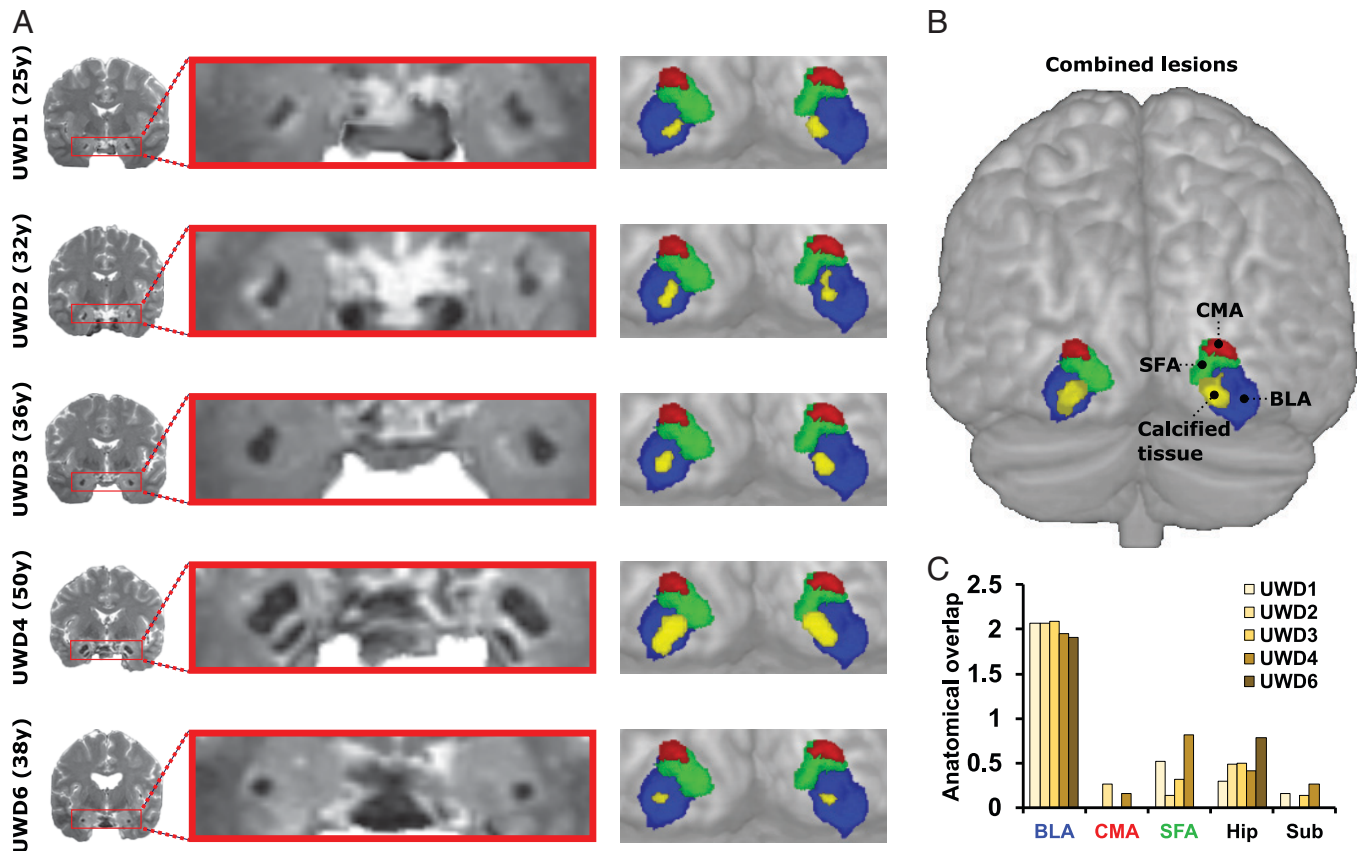 A
UWD1 (25y)
UWD2 (32y)
UWD3 (36y)
UWD4 (50y)
UWD6 (38y)
B
Combined lesions
CMA
SFA
BLA
Calcified
tissue
C
Anatomical overlap
2.5
2
1.5
1
0.5
0
UWD1
UWD2
UWD3
UWD4
UWD6
BLA CMA SFA Hip Sub